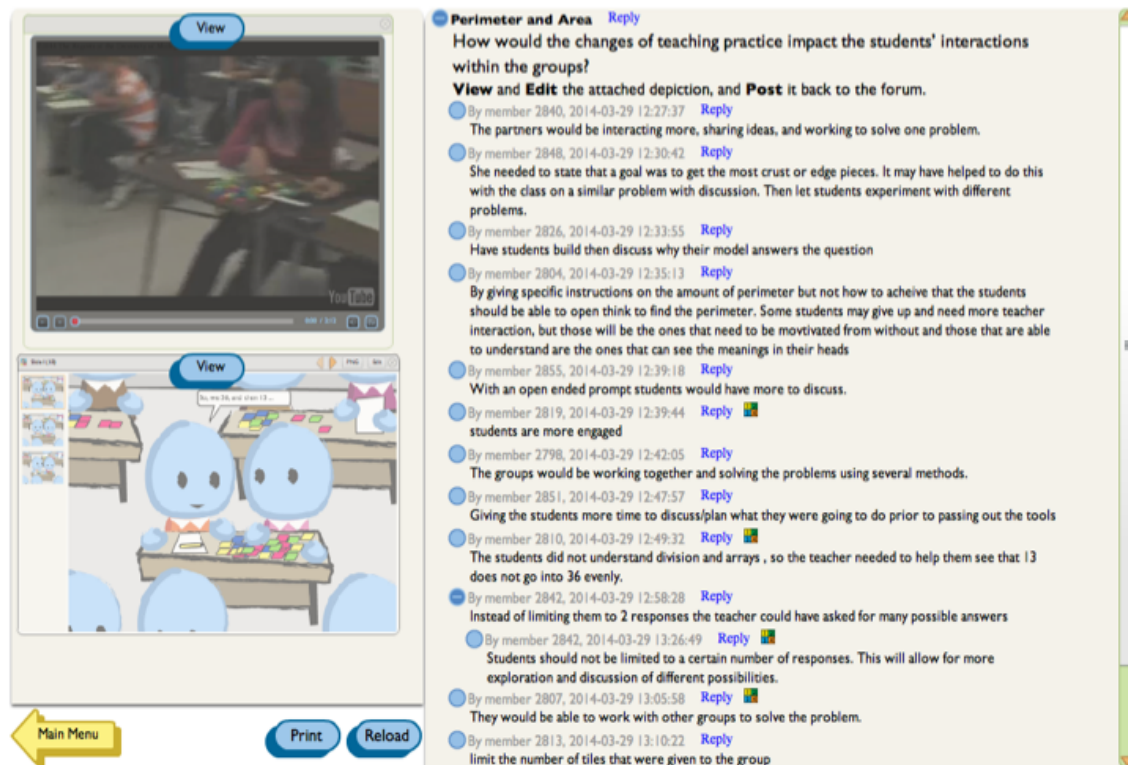 View
YouTube
View
Main Menu
Print
Reload
Perimeter and Area Reply
How would the changes of teaching practice impact the students' interactions
within the groups?
View and Edit the attached depiction, and Post it back to the forum.
By member 2840, 2014-03-29 12:27:37 Reply
The partners would be interacting more, sharing ideas, and working to solve one problem.
By member 2848, 2014-03-29 12:30:42 Reply
She needed to state that a goal was to get the most crust or edge pieces. It may have helped to do this
with the class on a similar problem with discussion. Then let students experiment with different
problems.
By member 2826, 2014-03-29 12:33:55 Reply
Have students build then discuss why their model answers the question
By member 2804, 2014-03-29 12:35:13 Reply
By giving specific instructions on the amount of perimeter but not how to acheive that the students
should be able to open think to find the perimeter. Some students may give up and need more teacher
interaction, but those will be the ones that need to be movtivated from without and those that are able
to understand are the ones that can see the meanings in their heads
By member 2855, 2014-03-29 12:39:18 Reply
With an open ended prompt students would have more to discuss.
By member 2819, 2014-03-29 12:39:44 Reply
students are more engaged
By member 2798, 2014-03-29 12:42:05 Reply
The groups would be working together and solving the problems using several methods.
By member 2851, 2014-03-29 12:47:57 Reply
Giving the students more time to discuss/plan what they were going to do prior to passing out the tools
By member 2810, 2014-03-29 12:49:32 Reply
The students did not understand division and arrays , so the teacher needed to help them see that 13
does not go into 36 evenly.
By member 2842, 2014-03-29 12:58:28 Reply
Instead of limiting them to 2 responses the teacher could have asked for many possible answers
By member 2842, 2014-03-29 13:26:49 Reply
Students should not be limited to a certain number of responses. This will allow for more
exploration and discussion of different possibilities.
By member 2807, 2014-03-29 13:05:58 Reply
They would be able to work with other groups to solve the problem.
By member 2813, 2014-03-29 13:10:22 Reply
limit the number of tiles that were given to the group